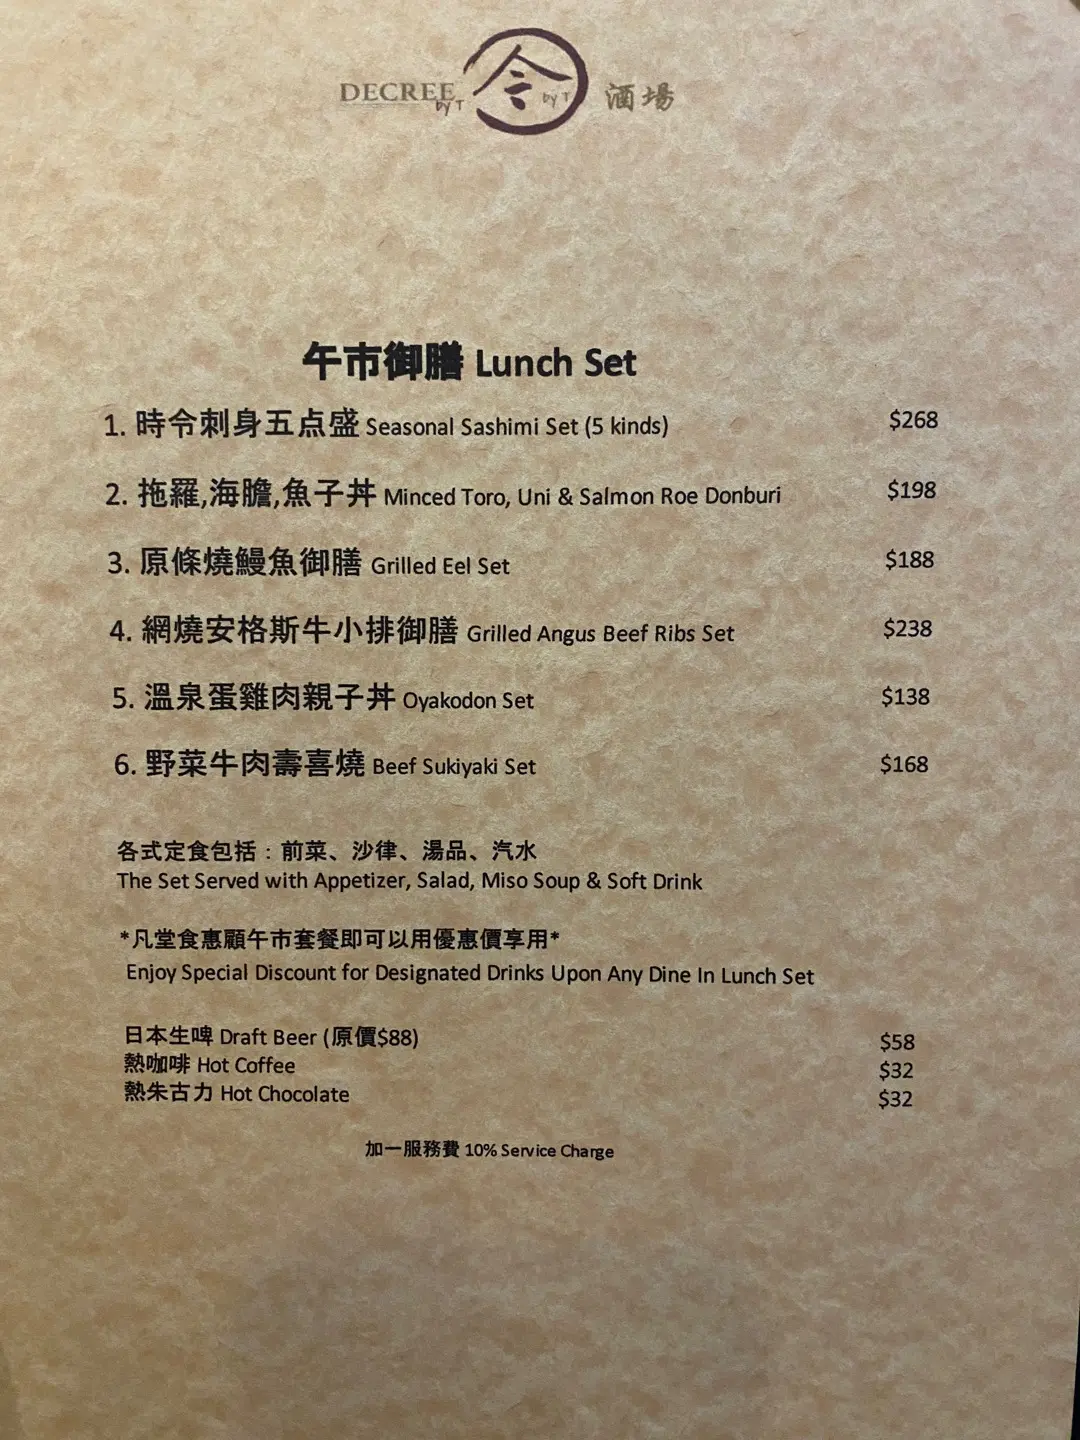 DECREE by T 令 by T 酒場
午市御膳 Lunch Set
1. 時令刺身五点盛 Seasonal Sashimi Set (5 kinds) $268
2. 拖羅,海膽,魚子丼 Minced Toro, Uni & Salmon Roe Donburi $198
3. 原條燒鰻魚御膳 Grilled Eel Set $188
4. 網燒安格斯牛小排御膳 Grilled Angus Beef Ribs Set $238
5. 溫泉蛋雞肉親子丼 Oyakodon Set $138
6. 野菜牛肉壽喜燒 Beef Sukiyaki Set $168
各式定食包括：前菜、沙律、湯品、汽水
The Set Served with Appetizer, Salad, Miso Soup & Soft Drink
*凡堂食惠顧午市套餐即可以用優惠價享用*
Enjoy Special Discount for Designated Drinks Upon Any Dine In Lunch Set
日本生啤 Draft Beer (原價$88) $58
熱咖啡 Hot Coffee $32
熱朱古力 Hot Chocolate $32
加一服務費 10% Service Charge